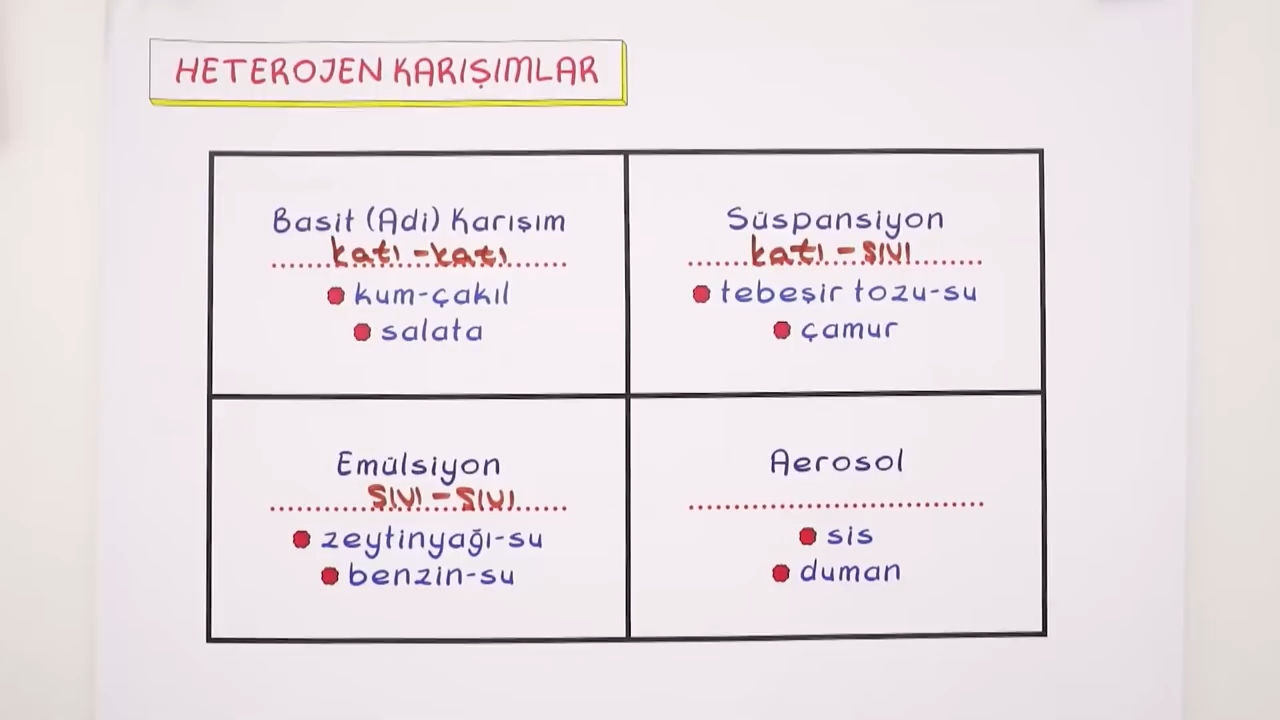 HETEROJEN KARIŞIMLAR
Basit (Adi) Karışım
katı - katı
kum-çakıl
salata
Süspansiyon
katı - sıvı
tebeşir tozu-su
çamur
Emülsiyon
sıvı - sıvı
zeytinyağı-su
benzin-su
Aerosol
sis
duman